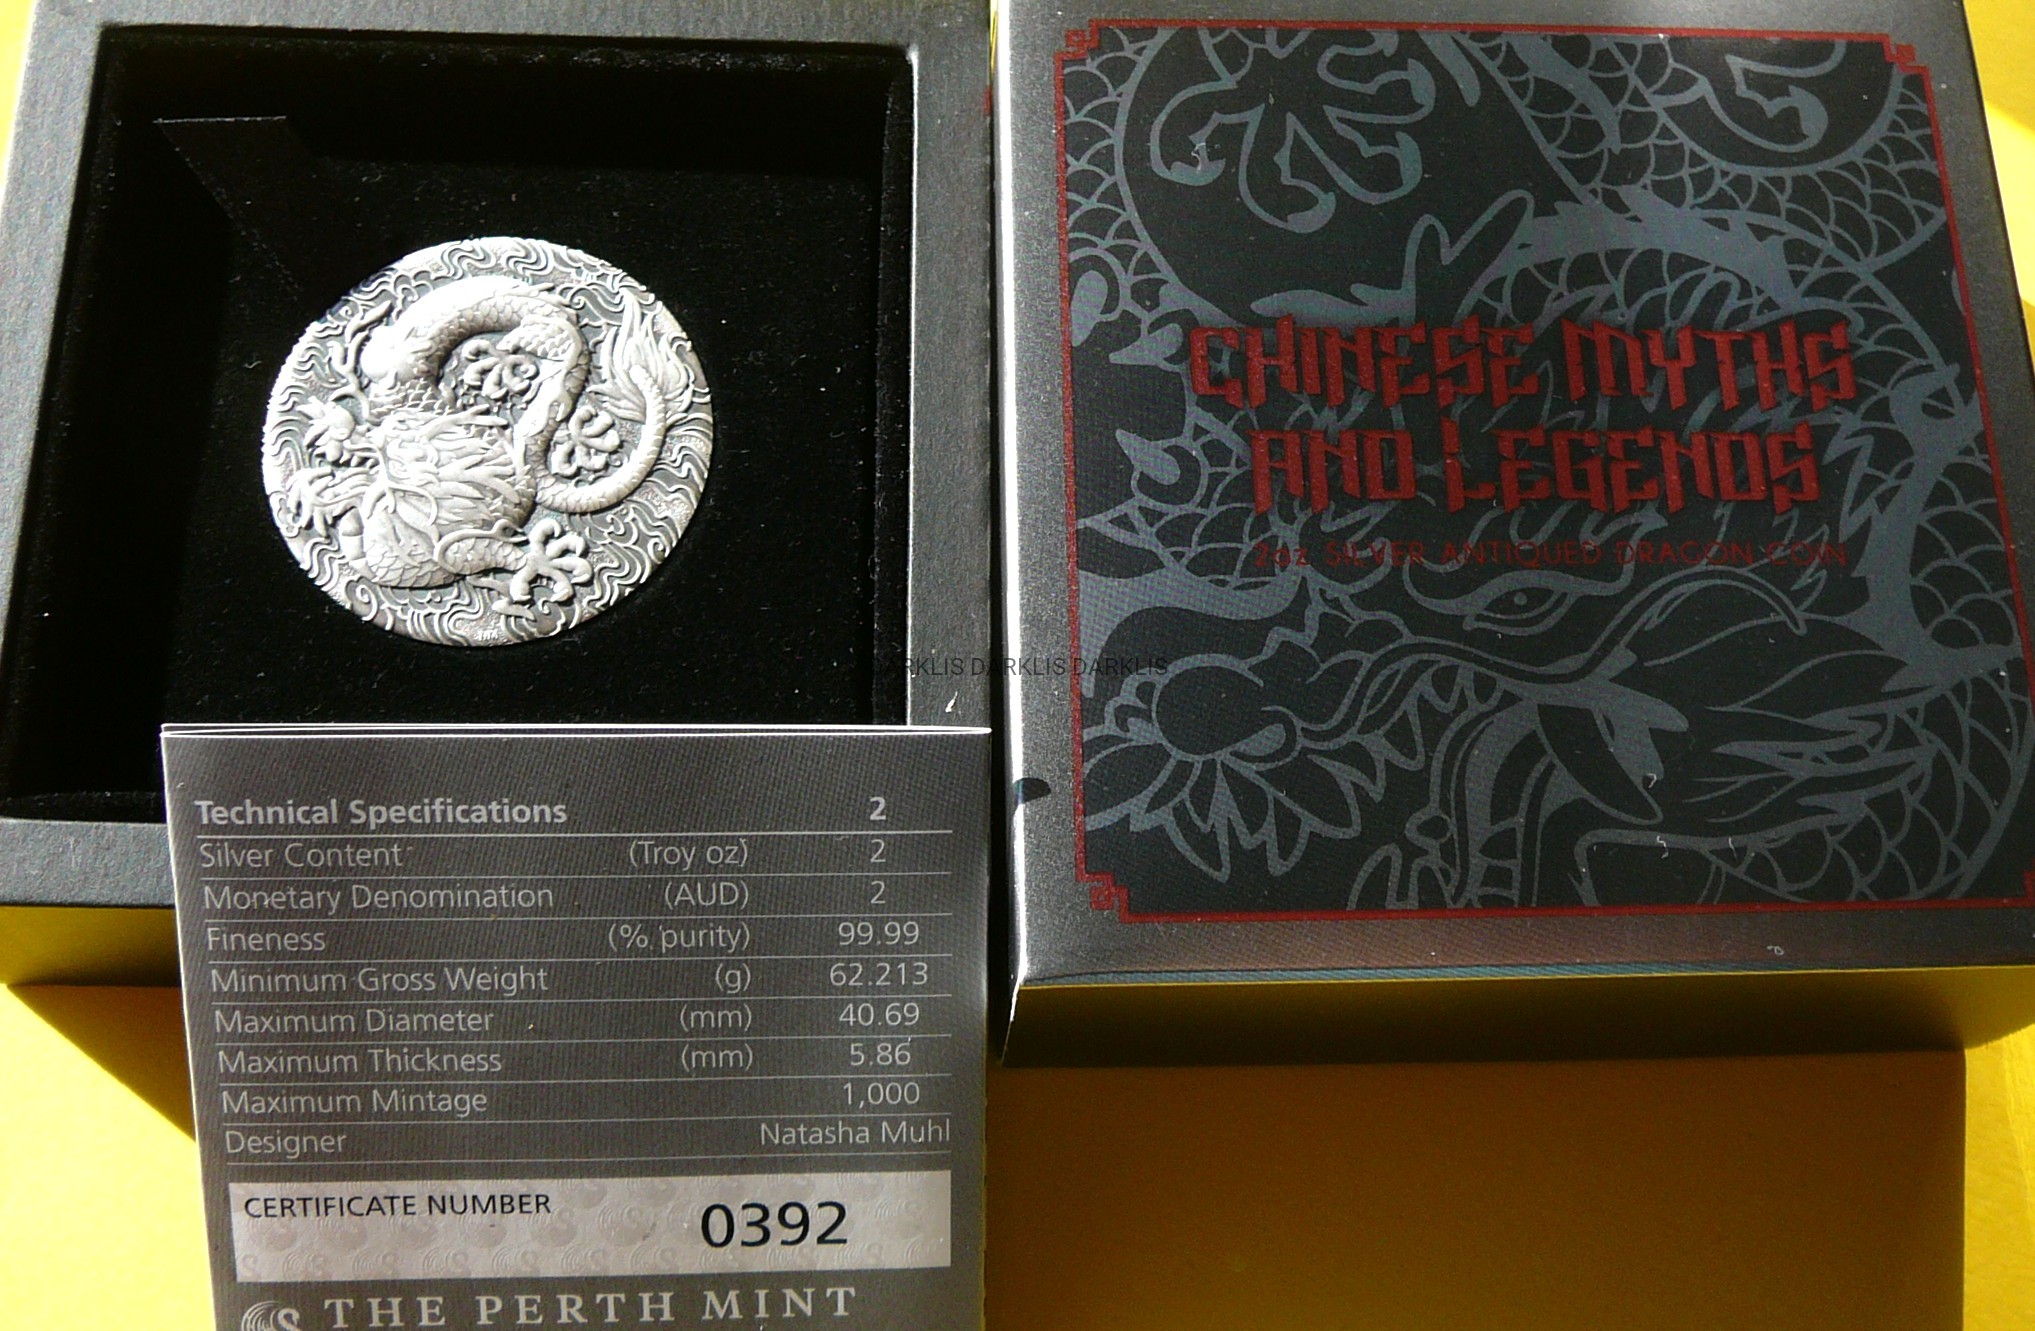 CHINESE MYTHS
AND LEGENDS
2oz SILVER ANTIQUED DRAGON COIN
DARKLIS DARKLIS DARKLIS
Technical Specifications 2
Silver Content (Troy oz) 2
Monetary Denomination (AUD) 2
Fineness (% purity) 99.99
Minimum Gross Weight (g) 62.213
Maximum Diameter (mm) 40.69
Maximum Thickness (mm) 5.86
Maximum Mintage 1,000
Designer Natasha Muhl
CERTIFICATE NUMBER 0392
THE PERTH MINT